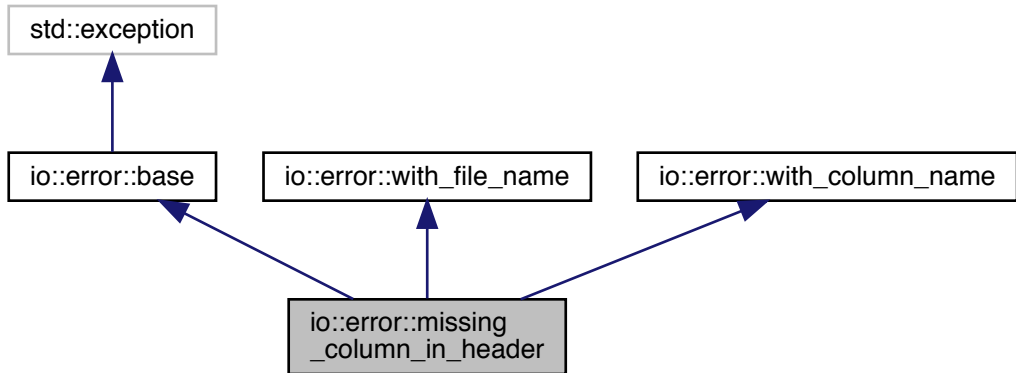 std::exception
io::error::base
io::error::with_file_name
io::error::with_column_name
io::error::missing
_column_in_header